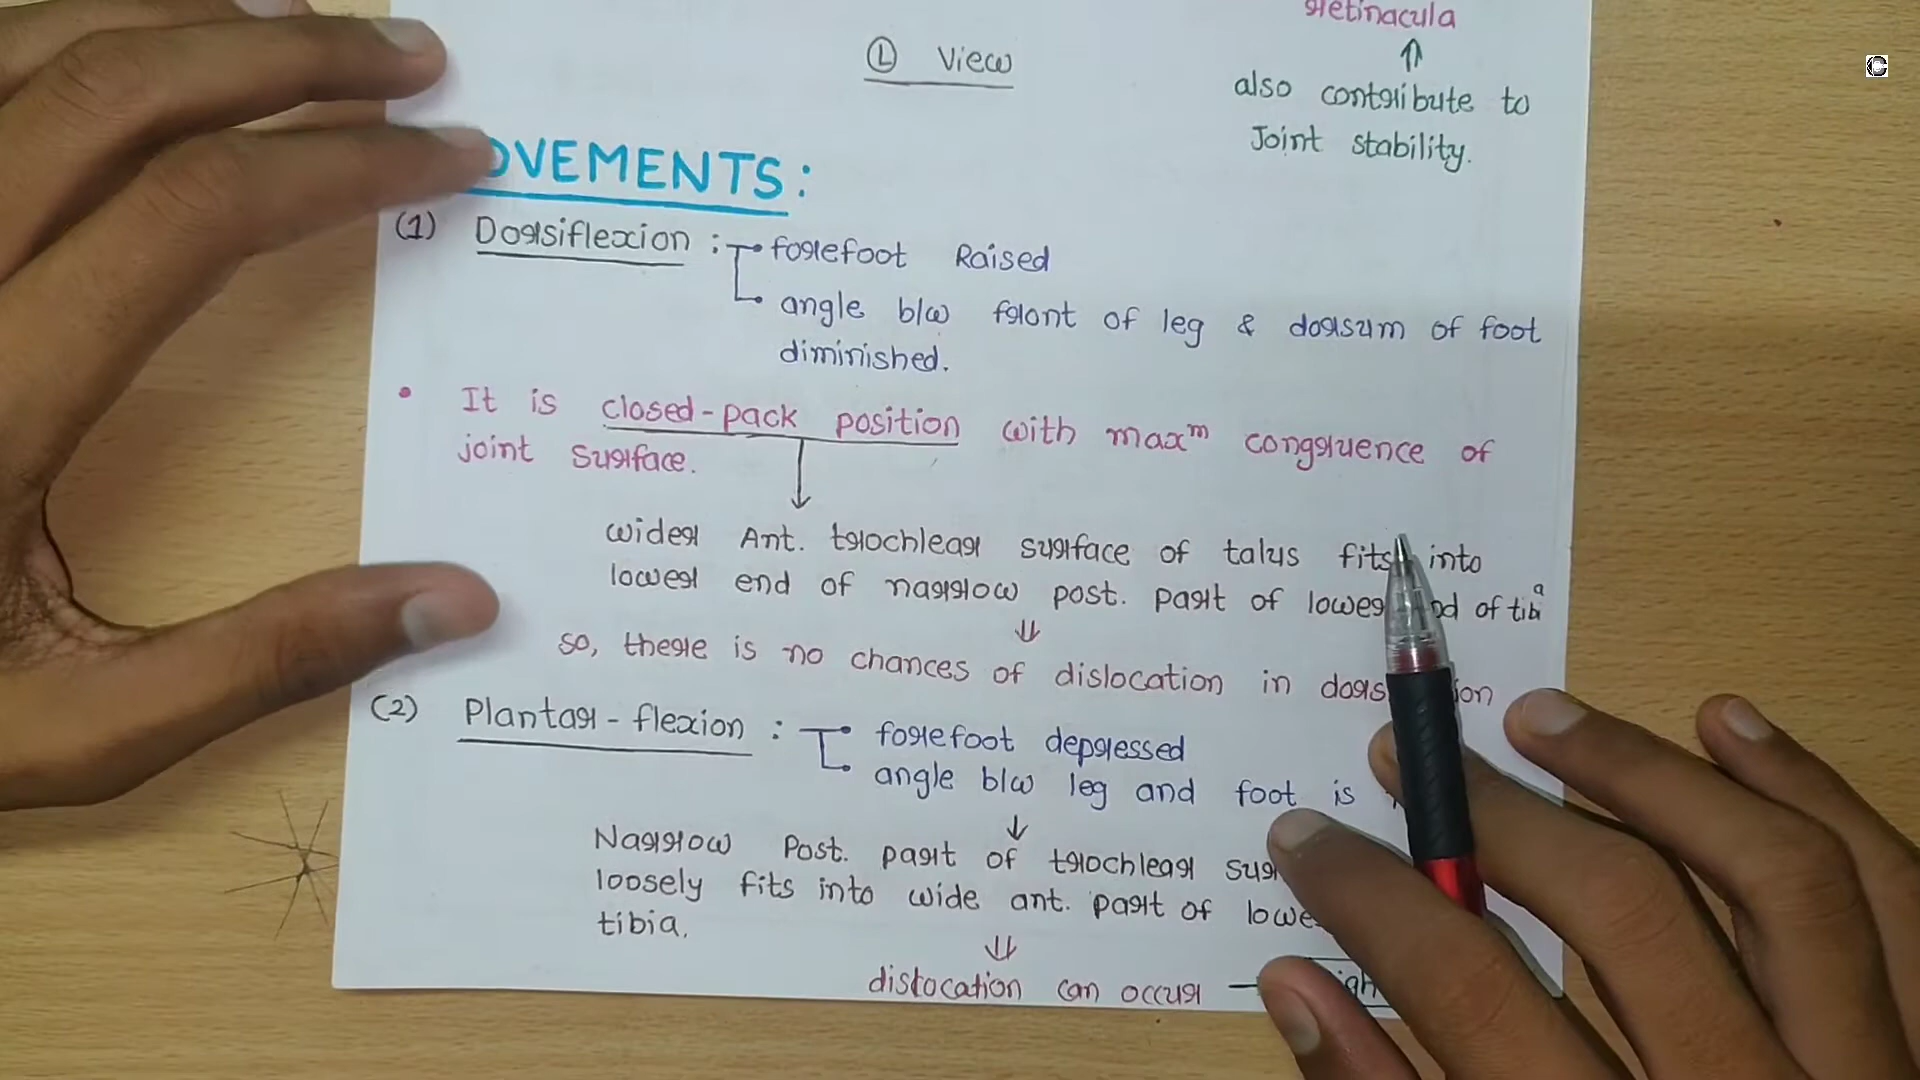 retinacula
Ⓛ View
also contribute to
Joint stability.
OVEMENTS:
(1) Dorsiflexion : forefoot Raised
angle b/w front of leg & dorsum of foot
diminished.
• It is closed-pack position with maxᵐ congruence of
joint surface.
wider Ant. trochlear surface of talus fits into
lower end of narrow post. part of lower end of tibia
so, there is no chances of dislocation in
(2) Plantar-flexion : forefoot depressed
angle b/w leg and foot is
Narrow Post. part of trochlear
loosely fits into wide ant. part of
tibia.
dislocation can occur